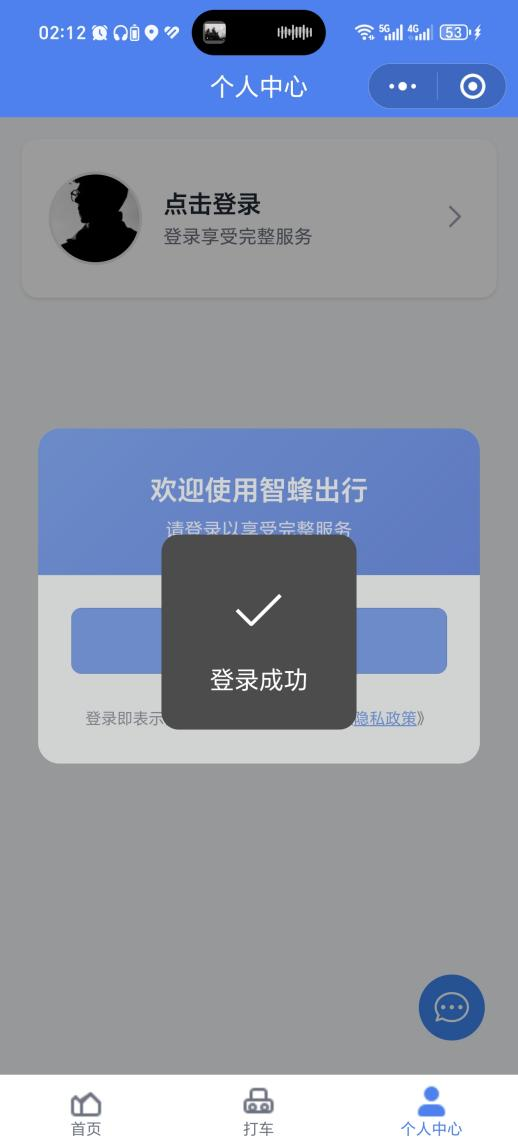 02:12
5G
4G
53
个人中心
点击登录
登录享受完整服务
欢迎使用智蜂出行
请登录以享受完整服务
登录成功
登录即表示
隐私政策》
首页
打车
个人中心